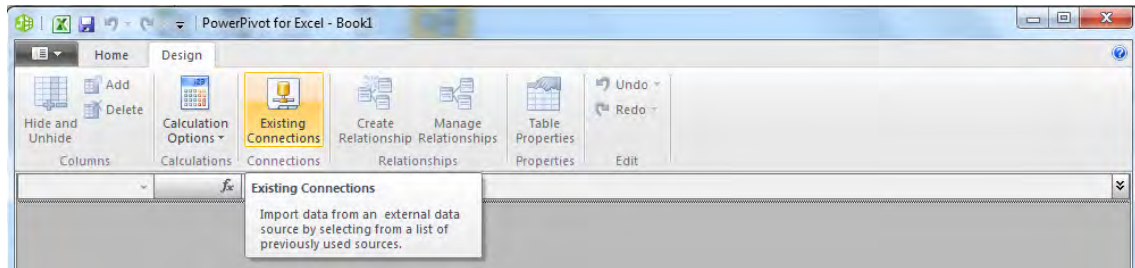 PowerPivot for Excel - Book1
Home Design
Hide and Unhide
Add
Delete
Calculation Options
Existing Connections
Create Relationship
Manage Relationships
Table Properties
Undo
Redo
Columns Calculations Connections Relationships Properties Edit
fx
Existing Connections
Import data from an external data
source by selecting from a list of
previously used sources.